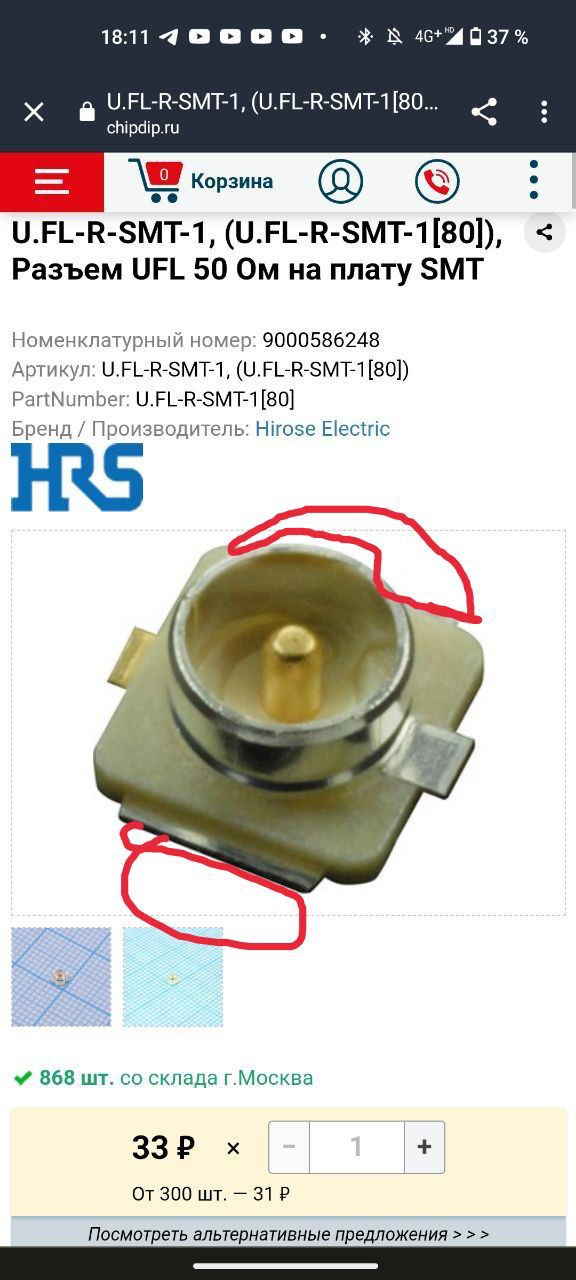 18:11
4G+ HD
37 %
U.FL-R-SMT-1, (U.FL-R-SMT-1[80...
chipdip.ru
0
Корзина
U.FL-R-SMT-1, (U.FL-R-SMT-1[80]),
Разъем UFL 50 Ом на плату SMT
Номенклатурный номер: 9000586248
Артикул: U.FL-R-SMT-1, (U.FL-R-SMT-1[80])
PartNumber: U.FL-R-SMT-1[80]
Бренд / Производитель: Hirose Electric
HRS
868 шт. со склада г.Москва
33 ₽ × − 1 +
От 300 шт. — 31 ₽
Посмотреть альтернативные предложения > > >